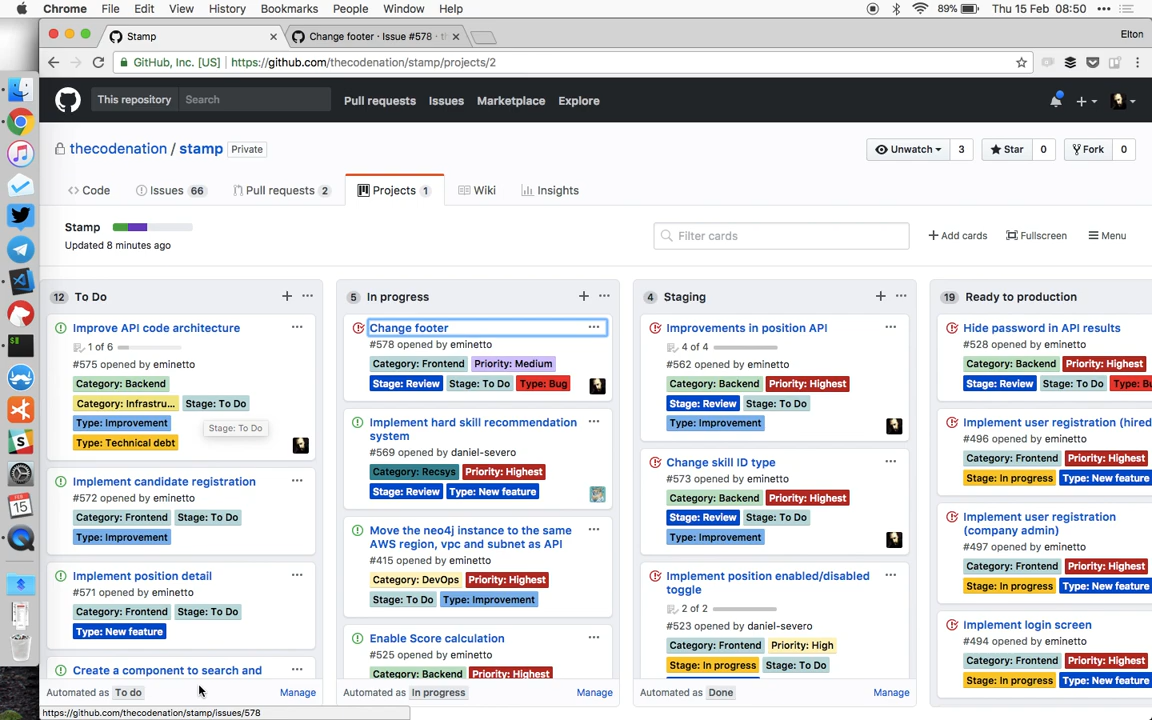 Chrome File Edit View History Bookmarks People Window Help 89% Thu 15 Feb 08:50
Stamp
Change footer · Issue #578 ·
Elton
GitHub, Inc. [US] | https://github.com/thecodenation/stamp/projects/2
This repository Search Pull requests Issues Marketplace Explore
thecodenation / stamp Private
Unwatch 3 Star 0 Fork 0
Code Issues 66 Pull requests 2 Projects 1 Wiki Insights
Stamp
Updated 8 minutes ago
Filter cards
Add cards Fullscreen Menu
12 To Do
Improve API code architecture
1 of 6
#575 opened by eminetto
Category: Backend
Category: Infrastru... Stage: To Do
Type: Improvement
Stage: To Do
Type: Technical debt
Implement candidate registration
#572 opened by eminetto
Category: Frontend Stage: To Do
Type: Improvement
Implement position detail
#571 opened by eminetto
Category: Frontend Stage: To Do
Type: New feature
Create a component to search and
Automated as To do Manage
5 In progress
Change footer
#578 opened by eminetto
Category: Frontend Priority: Medium
Stage: Review Stage: To Do Type: Bug
Implement hard skill recommendation
system
#569 opened by daniel-severo
Category: Recsys Priority: Highest
Stage: Review Type: New feature
Move the neo4j instance to the same
AWS region, vpc and subnet as API
#415 opened by eminetto
Category: DevOps Priority: Highest
Stage: To Do Type: Improvement
Enable Score calculation
#525 opened by eminetto
Category: Backend Priority: Highest
Automated as In progress Manage
4 Staging
Improvements in position API
4 of 4
#562 opened by eminetto
Category: Backend Priority: Highest
Stage: Review Stage: To Do
Type: Improvement
Change skill ID type
#573 opened by eminetto
Category: Backend Priority: Highest
Stage: Review Stage: To Do
Type: Improvement
Implement position enabled/disabled
toggle
2 of 2
#523 opened by daniel-severo
Category: Frontend Priority: High
Stage: In progress Stage: To Do
Automated as Done Manage
19 Ready to production
Hide password in API results
#528 opened by eminetto
Category: Backend Priority: Highest
Stage: Review Stage: To Do Type: Bu
Implement user registration (hired
#496 opened by eminetto
Category: Frontend Priority: Highest
Stage: In progress Type: New feature
Implement user registration
(company admin)
#497 opened by eminetto
Category: Frontend Priority: Highest
Stage: In progress Type: New feature
Implement login screen
#494 opened by eminetto
Category: Frontend Priority: Highest
Stage: In progress Type: New feature
https://github.com/thecodenation/stamp/issues/578
FEB
15